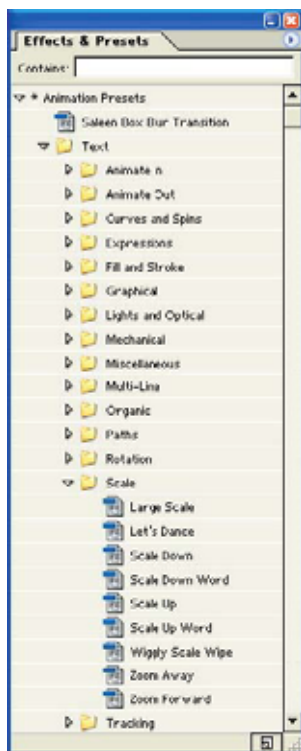 Effects & Presets
Contains:
* Animation Presets
Saleen Box Blur Transition
Text
Animate In
Animate Out
Curves and Spins
Expressions
Fill and Stroke
Graphical
Lights and Optical
Mechanical
Miscellaneous
Multi-Line
Organic
Paths
Rotation
Scale
Large Scale
Let's Dance
Scale Down
Scale Down Word
Scale Up
Scale Up Word
Wiggly Scale Wipe
Zoom Away
Zoom Forward
Tracking